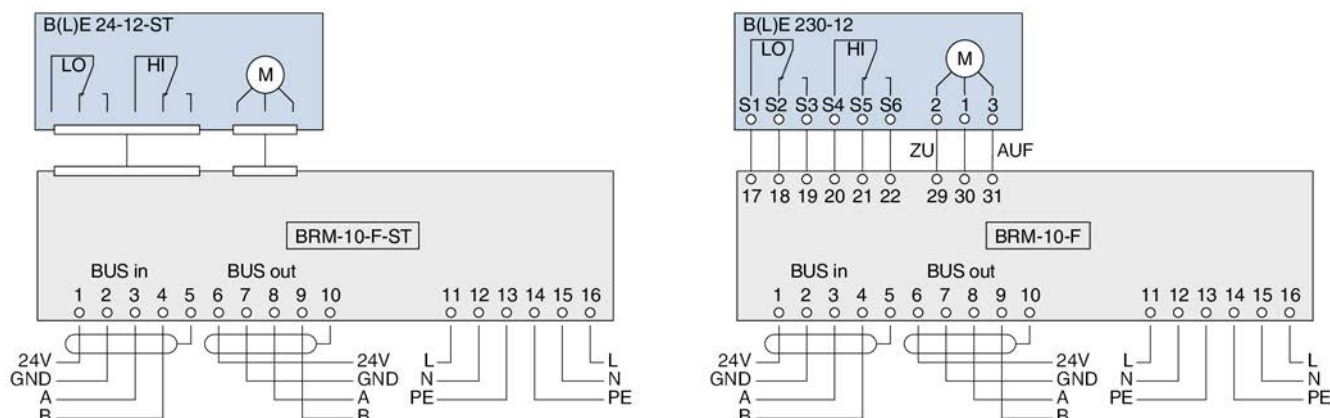 B(L)E 24-12-ST
LO HI M
BRM-10-F-ST
BUS in BUS out
1 2 3 4 5 6 7 8 9 10 11 12 13 14 15 16
24V 24V L L
GND GND N N
A A PE PE
B B
B(L)E 230-12
LO HI M
S1 S2 S3 S4 S5 S6 2 1 3
ZU AUF
17 18 19 20 21 22 29 30 31
BRM-10-F
BUS in BUS out
1 2 3 4 5 6 7 8 9 10 11 12 13 14 15 16
24V 24V L L
GND GND N N
A A PE PE
B B